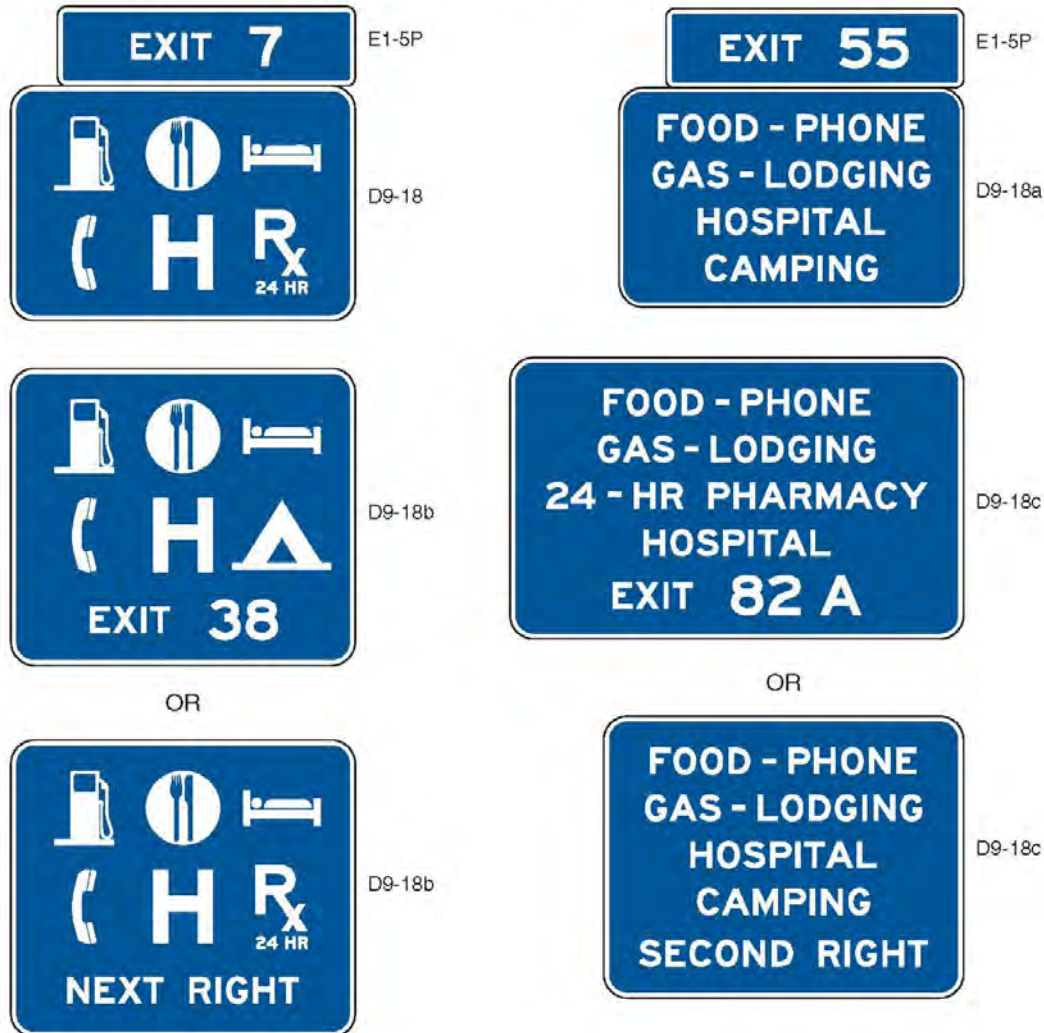 EXIT 7
E1-5P
H
Rx
24 HR
D9-18
H
EXIT 38
D9-18b
OR
H
Rx
24 HR
NEXT RIGHT
D9-18b
EXIT 55
E1-5P
FOOD - PHONE
GAS - LODGING
HOSPITAL
CAMPING
D9-18a
FOOD - PHONE
GAS - LODGING
24 - HR PHARMACY
HOSPITAL
EXIT 82 A
D9-18c
OR
FOOD - PHONE
GAS - LODGING
HOSPITAL
CAMPING
SECOND RIGHT
D9-18c